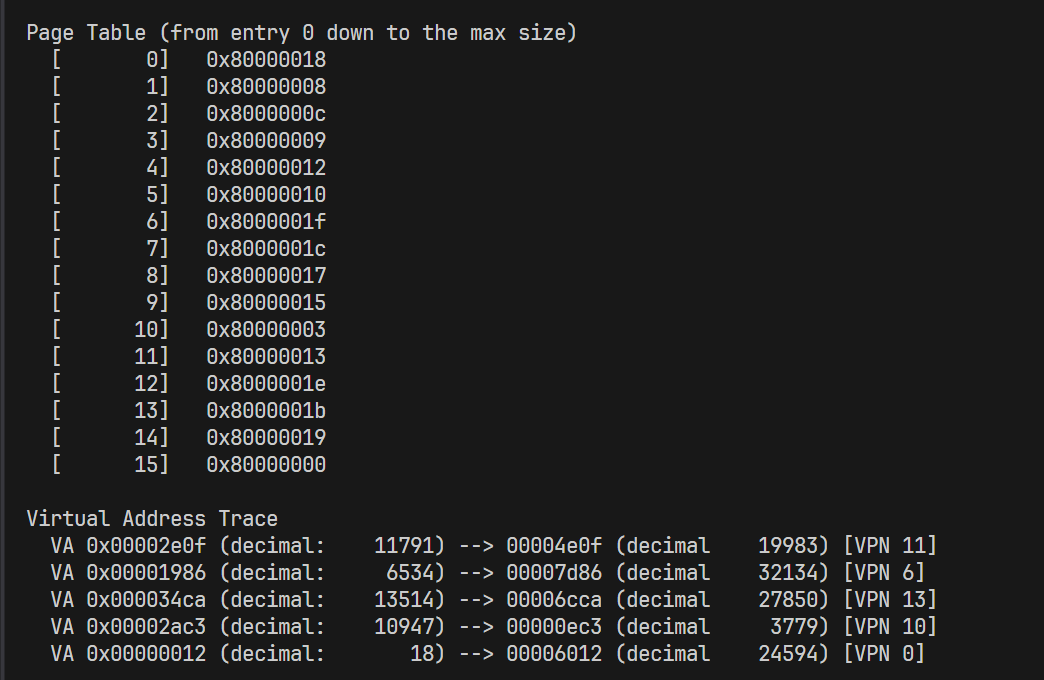 Page Table (from entry 0 down to the max size)
  [       0]   0x80000018
  [       1]   0x80000008
  [       2]   0x8000000c
  [       3]   0x80000009
  [       4]   0x80000012
  [       5]   0x80000010
  [       6]   0x8000001f
  [       7]   0x8000001c
  [       8]   0x80000017
  [       9]   0x80000015
  [      10]   0x80000003
  [      11]   0x80000013
  [      12]   0x8000001e
  [      13]   0x8000001b
  [      14]   0x80000019
  [      15]   0x80000000

Virtual Address Trace
  VA 0x00002e0f (decimal:    11791) --> 00004e0f (decimal    19983) [VPN 11]
  VA 0x00001986 (decimal:     6534) --> 00007d86 (decimal    32134) [VPN 6]
  VA 0x000034ca (decimal:    13514) --> 00006cca (decimal    27850) [VPN 13]
  VA 0x00002ac3 (decimal:    10947) --> 00000ec3 (decimal     3779) [VPN 10]
  VA 0x00000012 (decimal:       18) --> 00006012 (decimal    24594) [VPN 0]